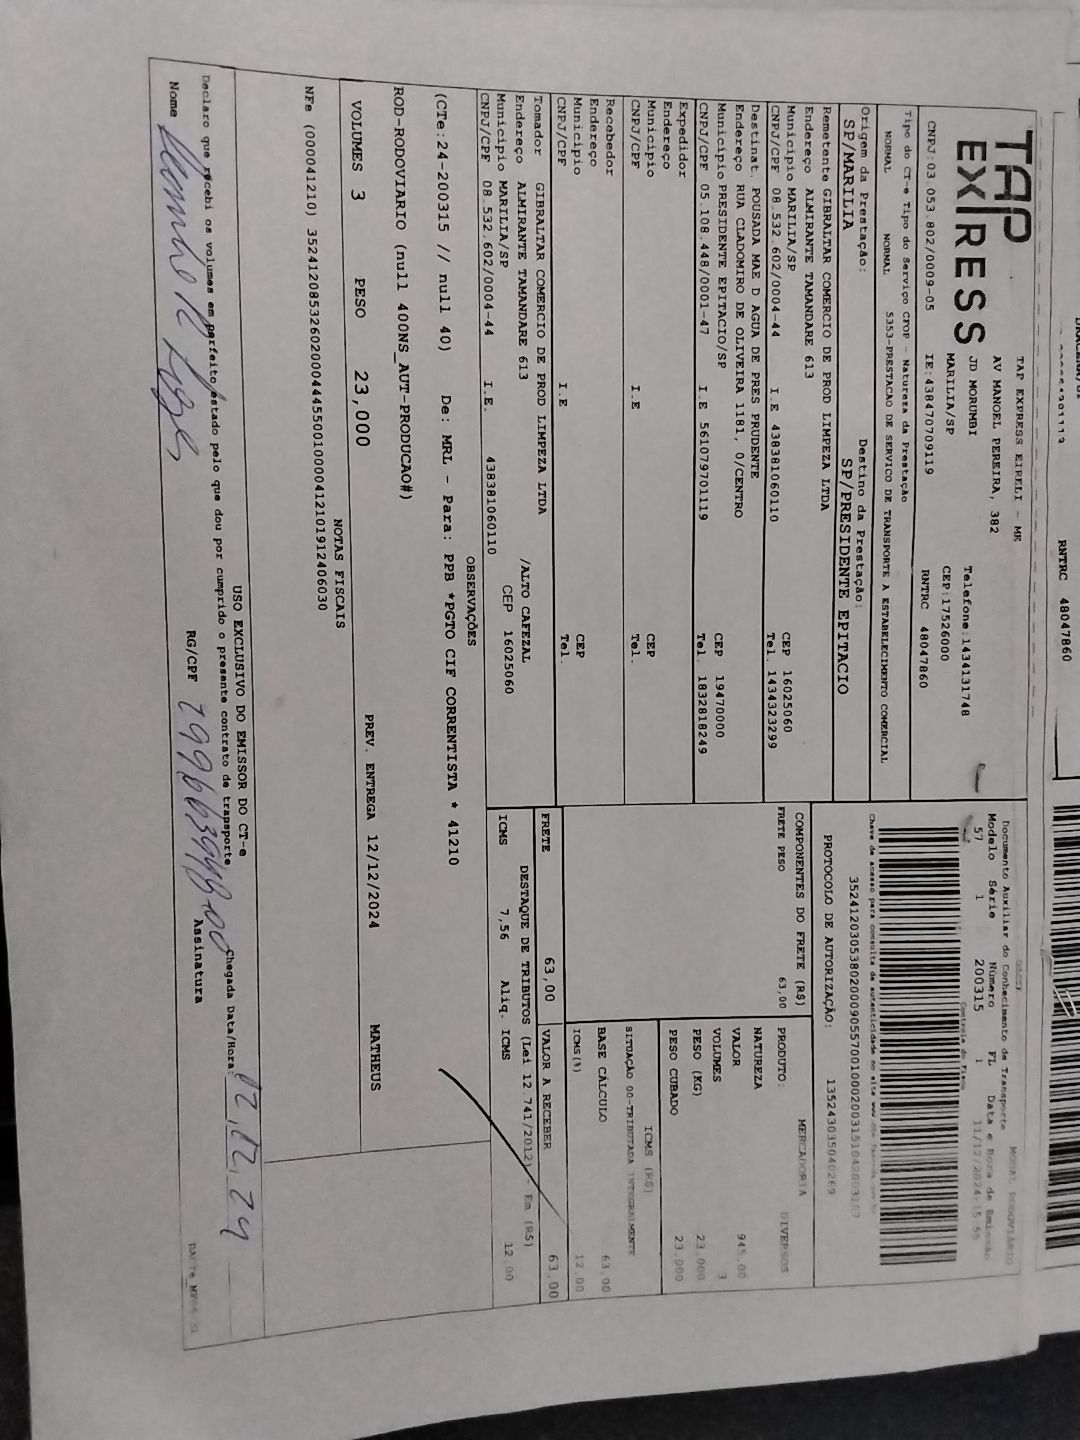 RNTRC 48047860
TAP
EXPRESS
TAP EXPRESS EIRELI - ME
AV MANOEL PEREIRA, 382
JD MORUMBI
MARILIA/SP
Telefone:1434131748
CEP:17526000
CNPJ:03.053.802/0009-05 IE:438470709119 RNTRC 48047860
Documento Auxiliar do Conhecimento de Transporte MODAL RODOVIÁRIO
Modelo Série Número FL Data e Hora de Emissão
57 1 200315 1 11/12/2024-15:55
Controle do Fisco
Tipo do CT-e Tipo do Serviço CFOP - Natureza da Prestação
NORMAL NORMAL 5353-PRESTACAO DE SERVICO DE TRANSPORTE A ESTABELECIMENTO COMERCIAL
Chave de acesso para consulta de autenticidade no site www
PROTOCOLO DE AUTORIZAÇÃO:
Origem da Prestação: Destino da Prestação:
SP/MARILIA SP/PRESIDENTE EPITACIO
Remetente GIBRALTAR COMERCIO DE PROD LIMPEZA LTDA
Endereço ALMIRANTE TAMANDARE 613
Município MARILIA/SP CEP 16025060
CNPJ/CPF 08.532.602/0004-44 I.E 438381060110 Tel. 1434323299
Destinat. POUSADA MAE D AGUA DE PRES PRUDENTE
Endereço RUA CLADOMIRO DE OLIVEIRA 1181, 0/CENTRO
Município PRESIDENTE EPITACIO/SP CEP 19470000
CNPJ/CPF 05.108.448/0001-47 I.E 561079701119 Tel. 1832818249
Expedidor
Endereço
Município CEP
CNPJ/CPF I.E Tel.
Recebedor
Endereço
Município CEP
CNPJ/CPF I.E Tel.
Tomador GIBRALTAR COMERCIO DE PROD LIMPEZA LTDA
Endereço ALMIRANTE TAMANDARE 613 /ALTO CAFEZAL
Município MARILIA/SP CEP 16025060
CNPJ/CPF 08.532.602/0004-44 I.E. 438381060110
COMPONENTES DO FRETE (R$)
FRETE PESO 63,00
PRODUTO: MERCADORIA
NATUREZA DIVERSOS
VALOR 945,00
VOLUMES 3
PESO (KG) 23,000
PESO CUBADO 23,000
ICMS (R$)
SITUAÇÃO 00-TRIBUTADA INTEGRALMENTE
BASE CÁLCULO 63,00
ICMS(%) 12,00
FRETE 63,00 VALOR A RECEBER 63,00
DESTAQUE DE TRIBUTOS (Lei 12.741/2012) - Em (R$)
ICMS 7,56 Aliq. ICMS 12,00
OBSERVAÇÕES
(CTe:24-200315 // null 40) De: MRL - Para: PPB *PGTO CIF CORRENTISTA * 41210
ROD-RODOVIARIO (null 400NS_AUT-PRODUCAO#)
VOLUMES 3 PESO 23,000 PREV. ENTREGA 12/12/2024 MATHEUS
NOTAS FISCAIS
NFe (000041210) 35241208532602000444550010000412101912406030
USO EXCLUSIVO DO EMISSOR DO CT-e
Declaro que recebi os volumes em perfeito estado pelo que dou por cumprido o presente contrato de transporte
Chegada Data/Hora: 12,12,24
Nome RG/CPF Assinatura